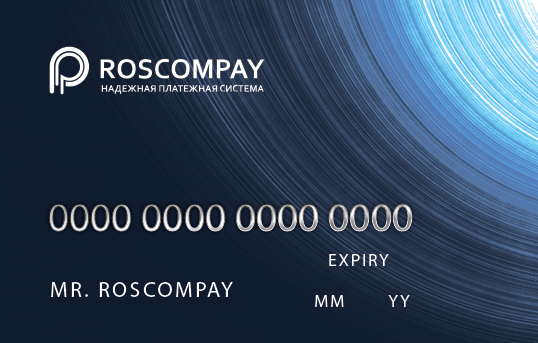 ROSCOMPAY
НАДЕЖНАЯ ПЛАТЕЖНАЯ СИСТЕМА
0000 0000 0000 0000
EXPIRY
MR. ROSCOMPAY
MM YY